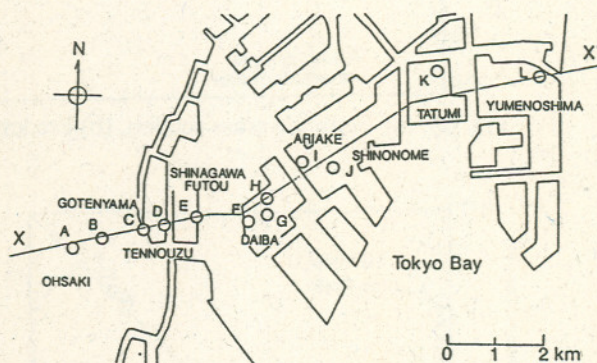 N
X
K
L
TATUMI
YUMENOSHIMA
ARIAKE
I
SHINONOME
J
SHINAGAWA
FUTOU
H
GOTENYAMA
E
F
G
C
D
DAIBA
B
A
X
TENNOUZU
OHSAKI
Tokyo Bay
0 1 2 km